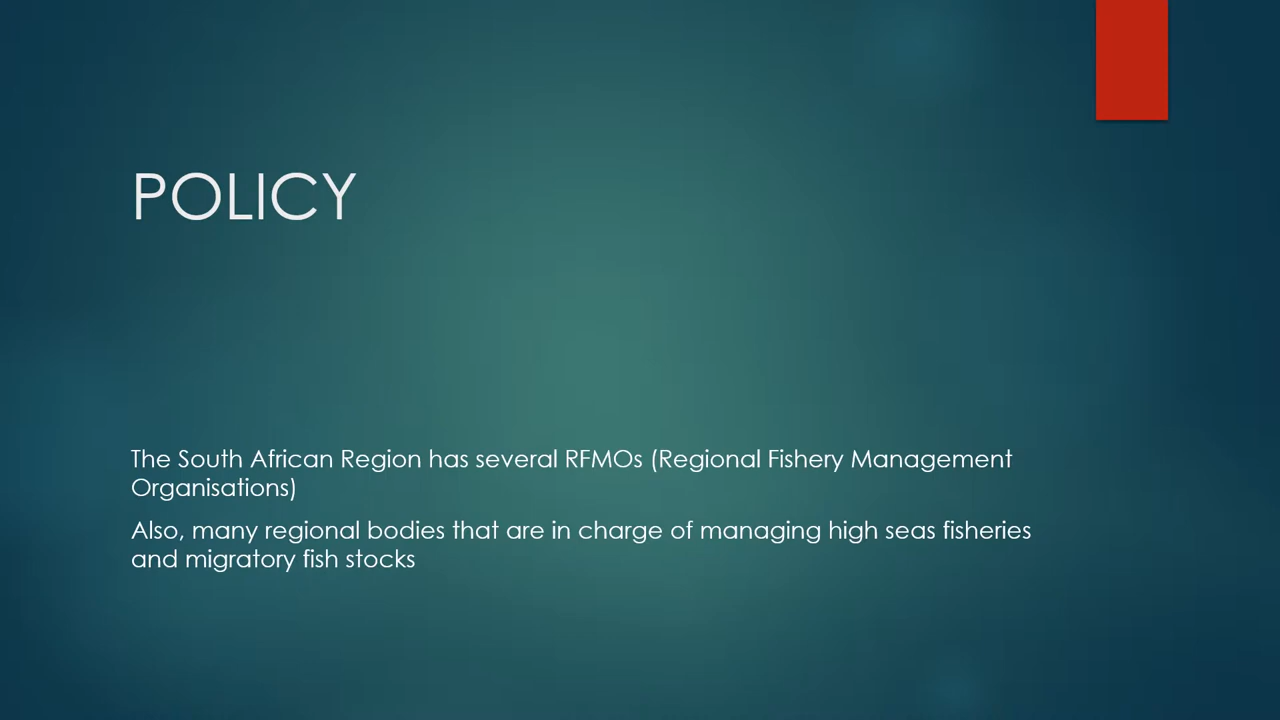 POLICY
The South African Region has several RFMOs (Regional Fishery Management
Organisations)
Also, many regional bodies that are in charge of managing high seas fisheries
and migratory fish stocks